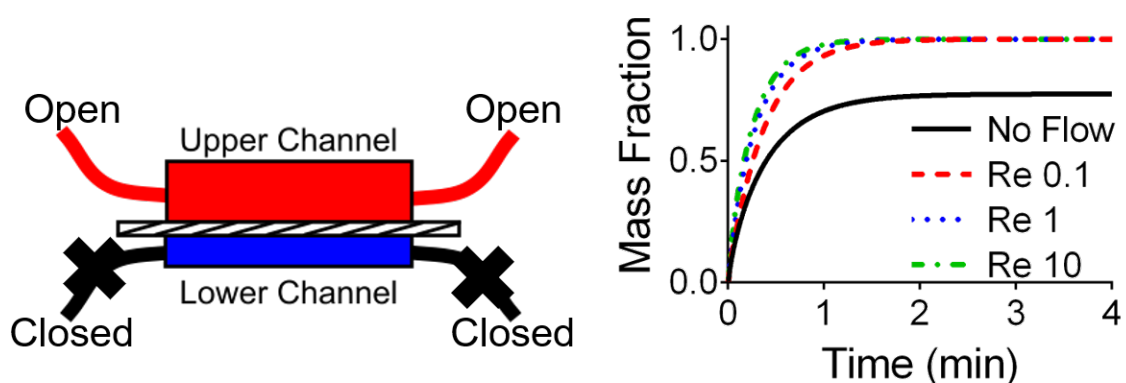 Open
Open
Upper Channel
Lower Channel
Closed
Closed
Mass Fraction
1.0
0.5
0.0
No Flow
Re 0.1
Re 1
Re 10
0 1 2 3 4
Time (min)